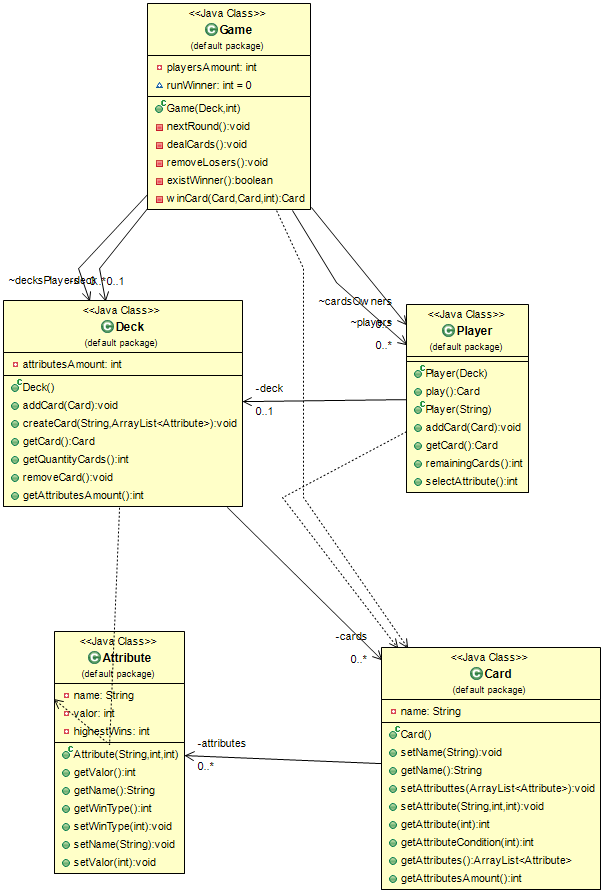 <<Java Class>>
Game
(default package)
playersAmount: int
runWinner: int = 0
Game(Deck,int)
nextRound():void
dealCards():void
removeLosers():void
existWinner():boolean
winCard(Card,Card,int):Card
~decksPlayer
-deck
0..*
0..1
~cardsOwners
0..*
~players
0..*
<<Java Class>>
Deck
(default package)
attributesAmount: int
Deck()
addCard(Card):void
createCard(String,ArrayList<Attribute>):void
getCard():Card
getQuantityCards():int
removeCard():void
getAttributesAmount():int
-deck
0..1
<<Java Class>>
Player
(default package)
Player(Deck)
play():Card
Player(String)
addCard(Card):void
getCard():Card
remainingCards():int
selectAttribute():int
-cards
0..*
<<Java Class>>
Attribute
(default package)
name: String
valor: int
highestWins: int
Attribute(String,int,int)
getValor():int
getName():String
getWinType():int
setWinType(int):void
setName(String):void
setValor(int):void
-attributes
0..*
<<Java Class>>
Card
(default package)
name: String
Card()
setName(String):void
getName():String
setAttributtes(ArrayList<Attribute>):void
setAttribute(String,int,int):void
getAttribute(int):int
getAttributeCondition(int):int
getAttributes():ArrayList<Attribute>
getAttributesAmount():int